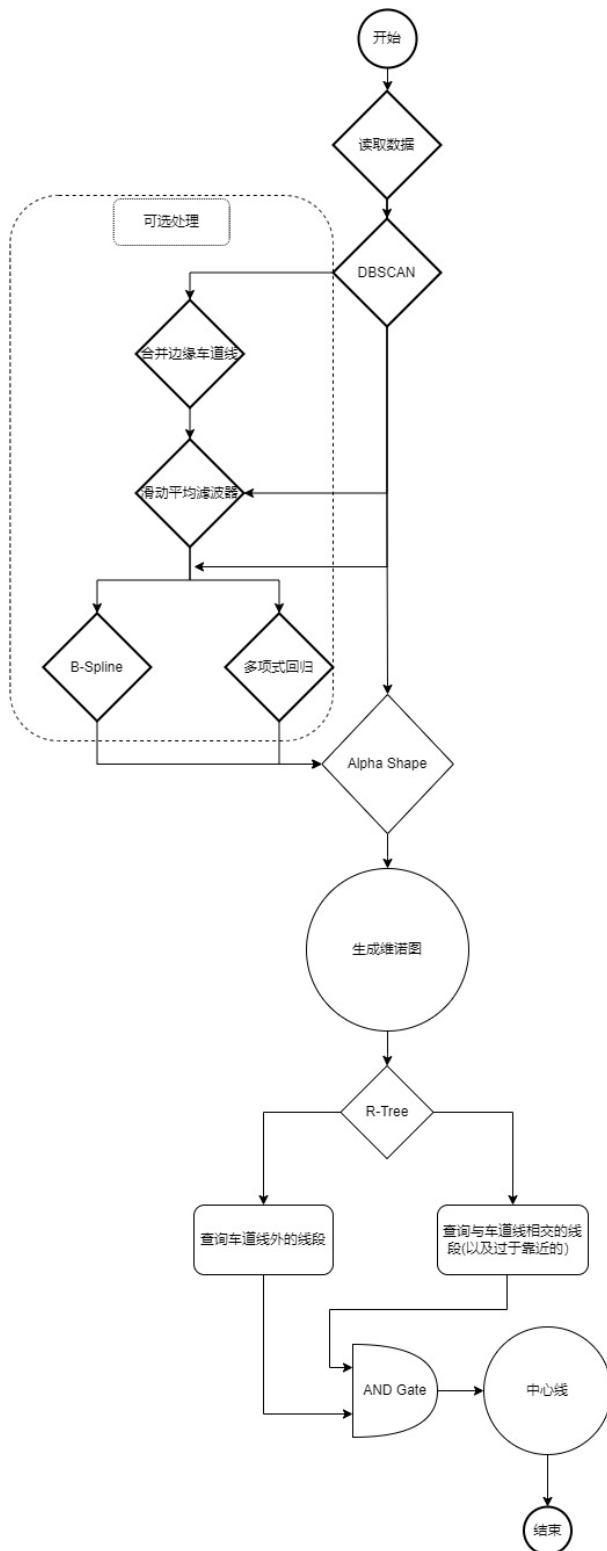 开始
读取数据
可选处理
DBSCAN
合并边缘车道线
滑动平均滤波器
B-Spline
多项式回归
Alpha Shape
生成维诺图
R-Tree
查询车道线外的线段
查询与车道线相交的线
段(以及过于靠近的）
AND Gate
中心线
结束